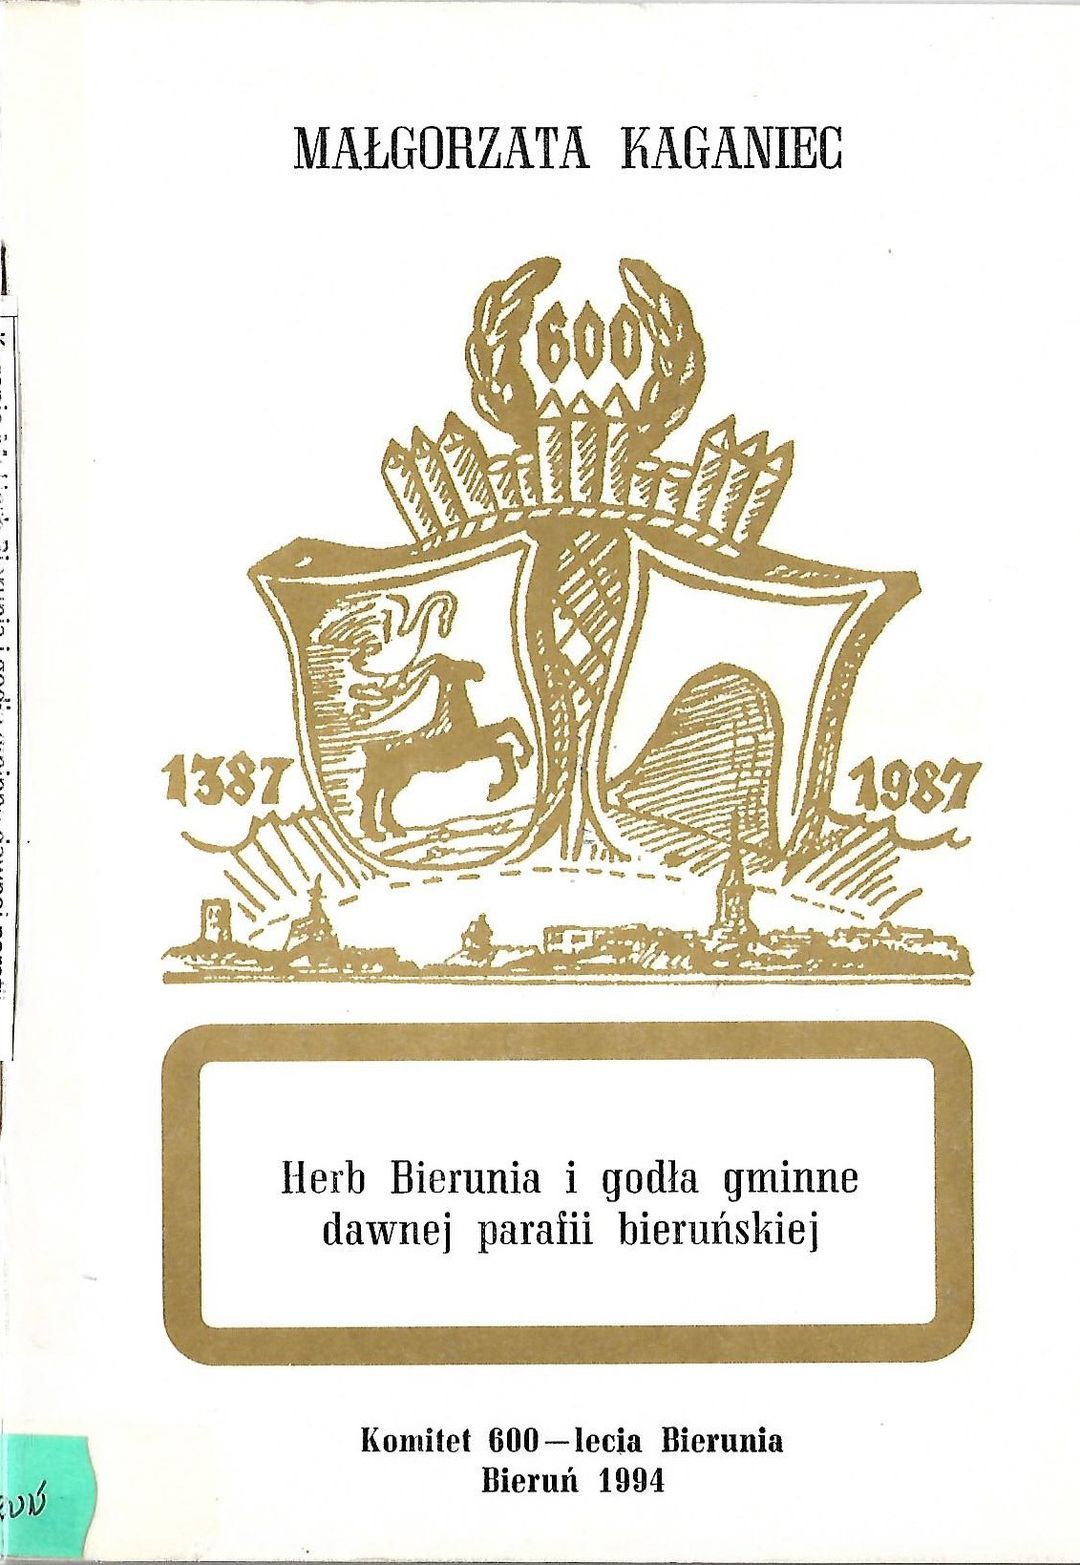 MAŁGORZATA KAGANIEC
600
1387
1987
Herb Bierunia i godła gminne
dawnej parafii bieruńskiej
Komitet 600—lecia Bierunia
Bieruń 1994